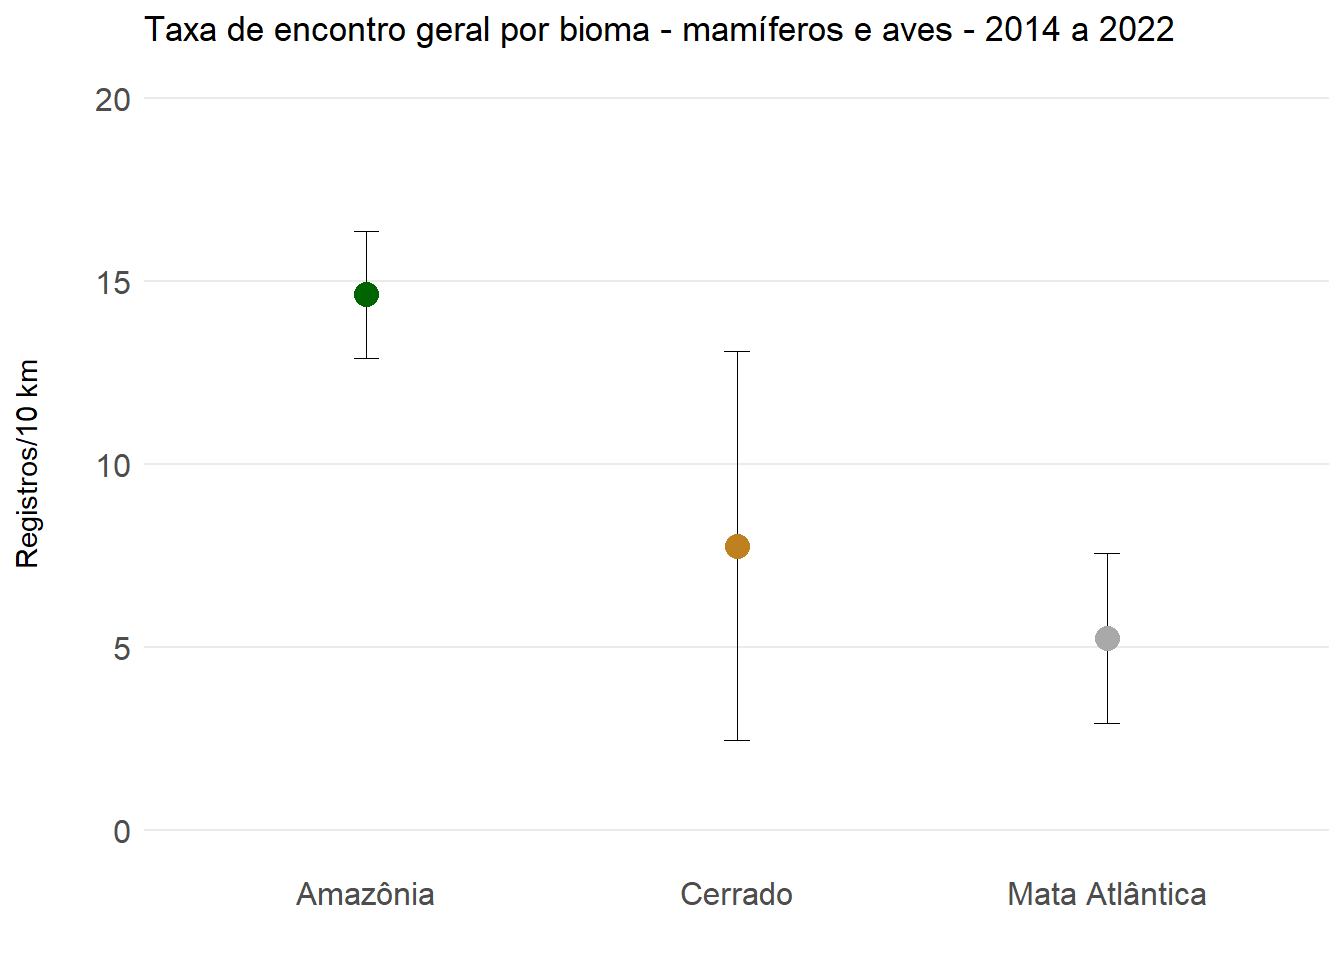 Taxa de encontro geral por bioma - mamíferos e aves - 2014 a 2022
20
15
10
5
0
Registros/10 km
Amazônia Cerrado Mata Atlântica